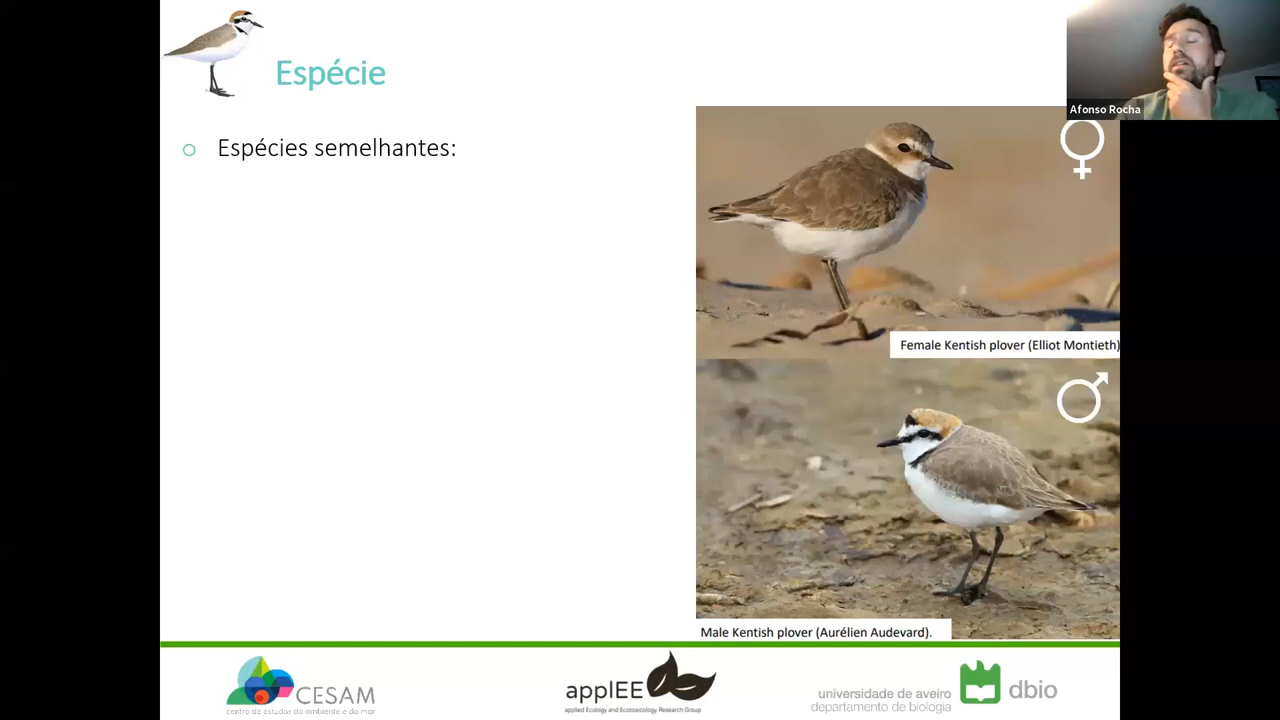 Espécie
Afonso Rocha
Espécies semelhantes:
Female Kentish plover (Elliot Montieth)
Male Kentish plover (Aurélien Audevard).
CESAM
centro de estudos do ambiente e do mar
applEE
applied Ecology and Ecotoxicology Research Group
universidade de aveiro
departamento de biologia
dbio